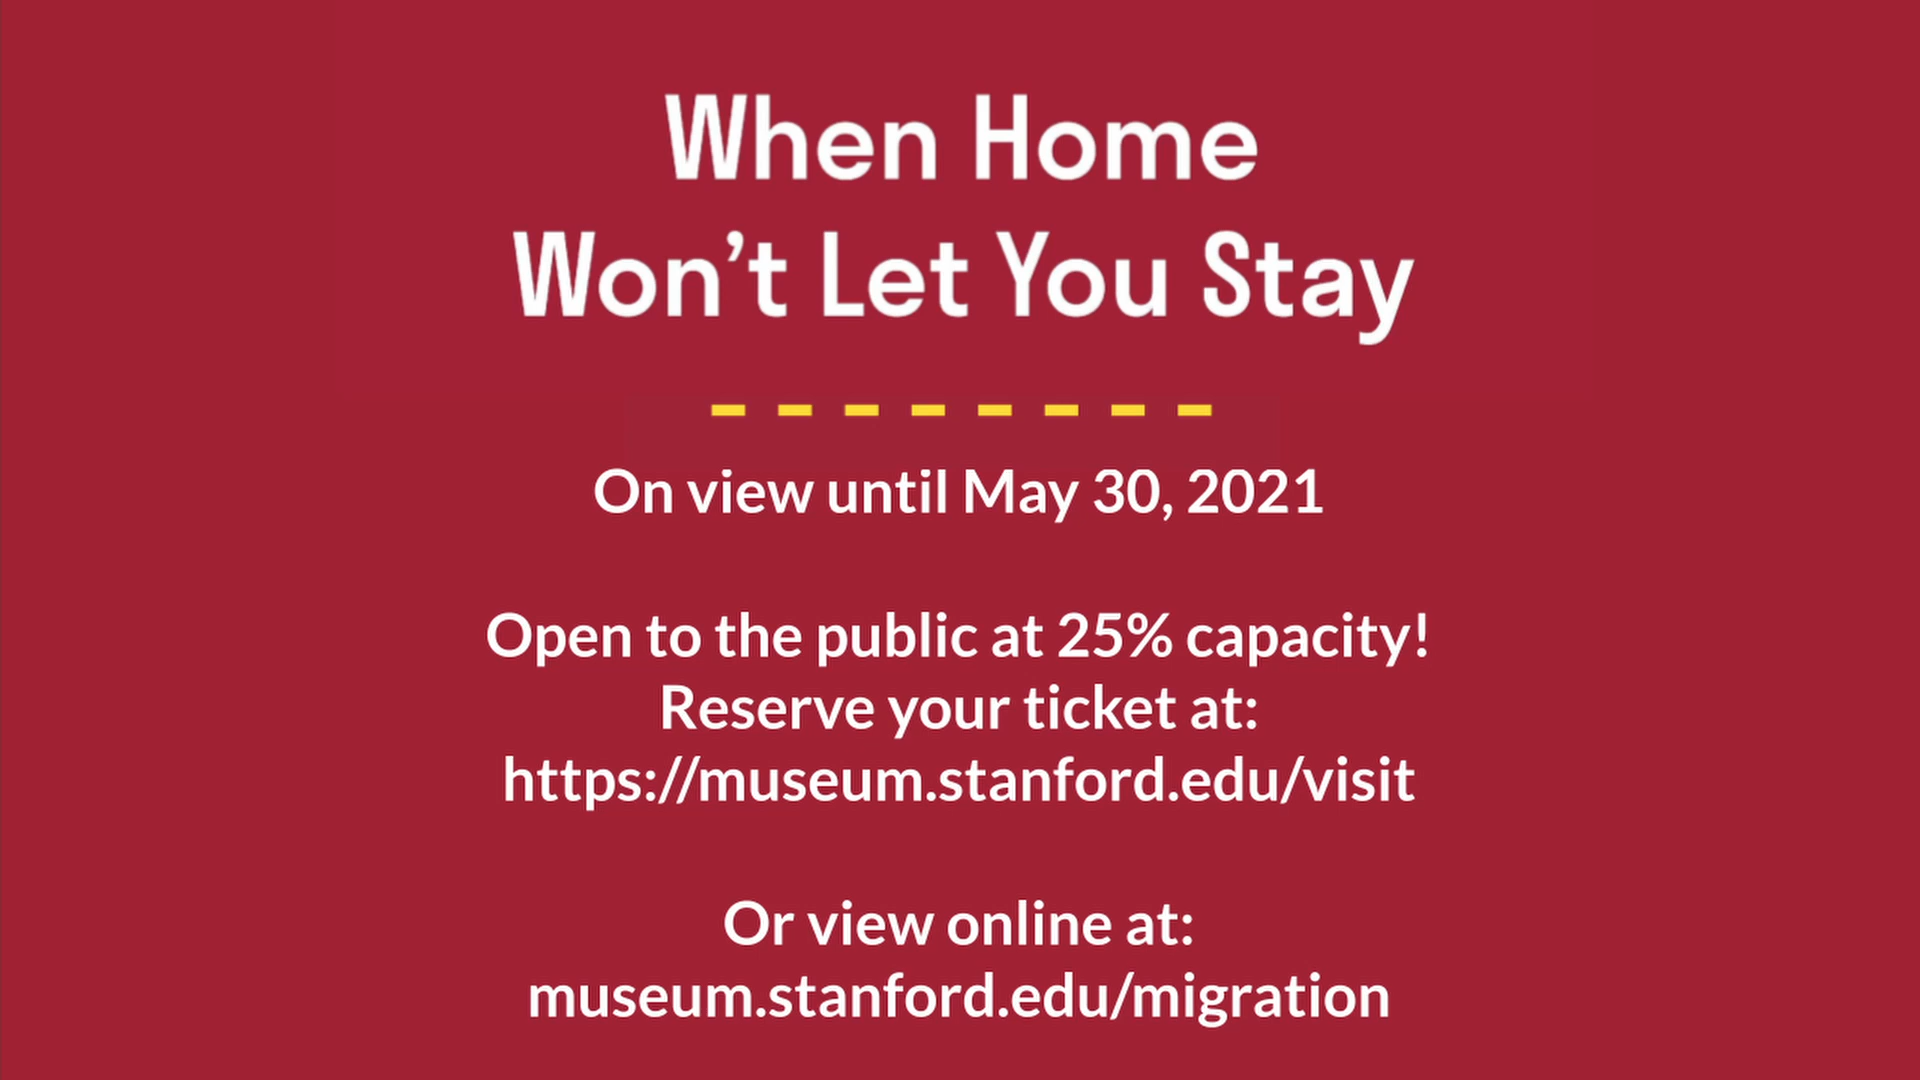 When Home
Won’t Let You Stay
On view until May 30, 2021
Open to the public at 25% capacity!
Reserve your ticket at:
https://museum.stanford.edu/visit
Or view online at:
museum.stanford.edu/migration